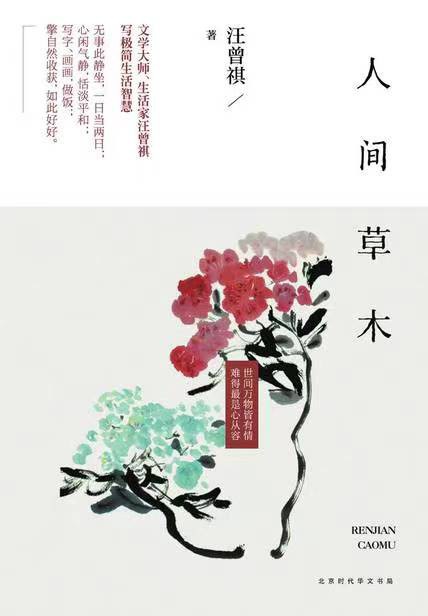 人间草木
汪曾祺
著
文学大师、生活家汪曾祺
写极简生活智慧
无事此静坐，一日当两日；
心闲气静，恬淡平和；
写字，画画，做饭；
擎自然收获，如此好好。
世间万物皆有情
难得最是心从容
RENJIAN
CAOMU
北京时代华文书局